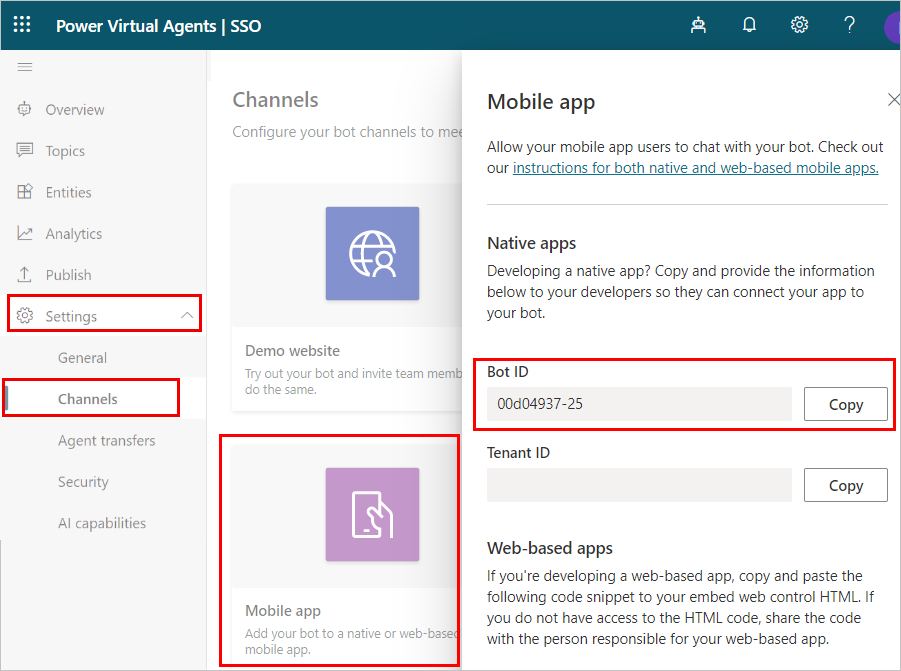 Power Virtual Agents | SSO
Overview
Topics
Entities
Analytics
Publish
Settings
General
Channels
Agent transfers
Security
AI capabilities
Channels
Configure your bot channels to mee
Demo website
Try out your bot and invite team memb
do the same.
Mobile app
Add your bot to a native or web-based
mobile app.
Mobile app
Allow your mobile app users to chat with your bot. Check out
our instructions for both native and web-based mobile apps.
Native apps
Developing a native app? Copy and provide the information
below to your developers so they can connect your app to
your bot.
Bot ID
00d04937-25
Copy
Tenant ID
Copy
Web-based apps
If you're developing a web-based app, copy and paste the
following code snippet to your embed web control HTML. If
you do not have access to the HTML code, share the code
with the person responsible for your web-based app.